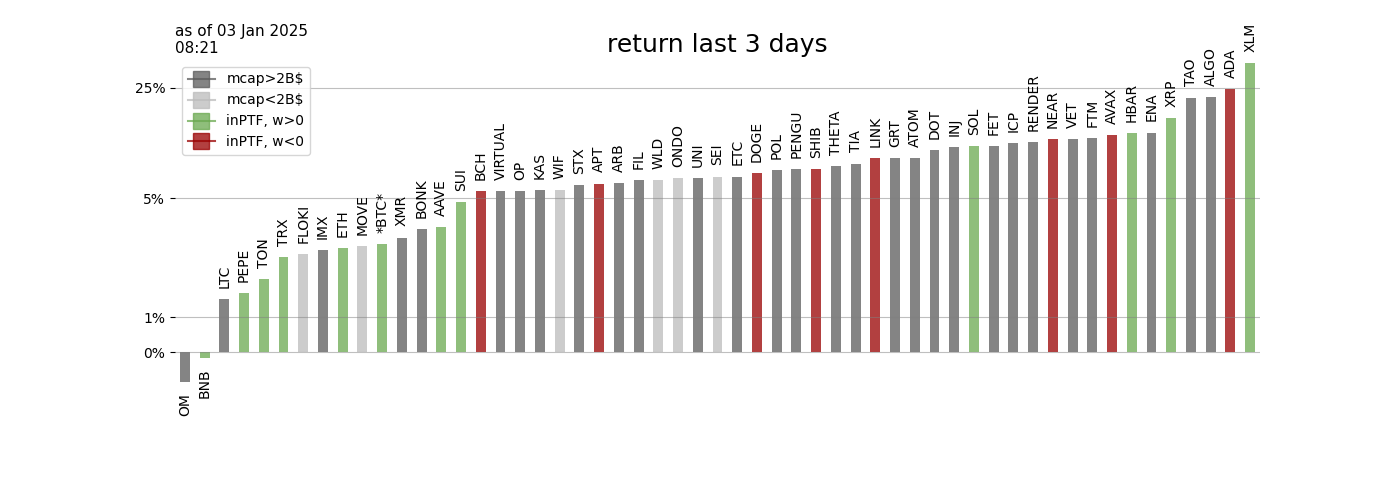 as of 03 Jan 2025
08:21
return last 3 days
mcap>2B$
mcap<2B$
inPTF, w>0
inPTF, w<0
25%
5%
1%
0%
OM
BNB
LTC
PEPE
TON
TRX
FLOKI
IMX
ETH
MOVE
*BTC*
XMR
BONK
AAVE
SUI
BCH
VIRTUAL
OP
KAS
WIF
STX
APT
ARB
FIL
WLD
ONDO
UNI
SEI
ETC
DOGE
POL
PENGU
SHIB
THETA
TIA
LINK
GRT
ATOM
DOT
INJ
SOL
FET
ICP
RENDER
NEAR
VET
FTM
AVAX
HBAR
ENA
XRP
TAO
ALGO
ADA
XLM